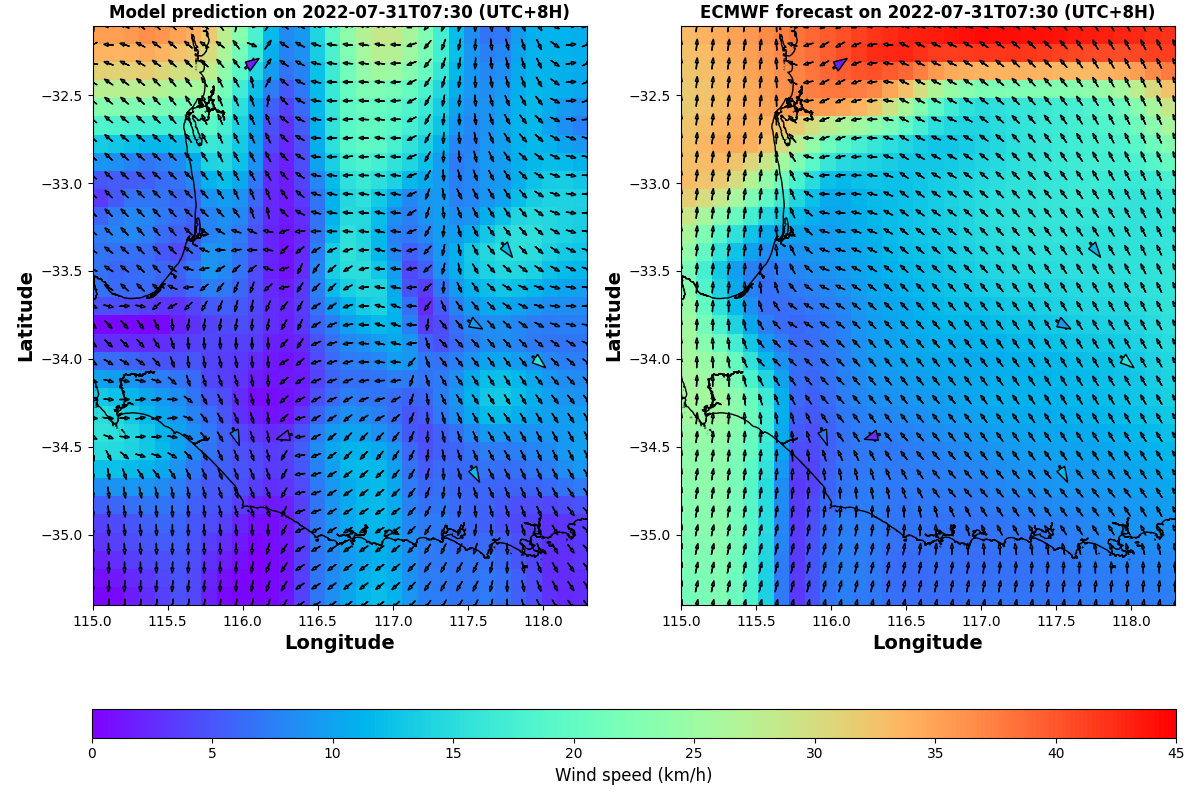 Model prediction on 2022-07-31T07:30 (UTC+8H)
ECMWF forecast on 2022-07-31T07:30 (UTC+8H)
−32.5
−33.0
−33.5
−34.0
−34.5
−35.0
Latitude
115.0 115.5 116.0 116.5 117.0 117.5 118.0
Longitude
−32.5
−33.0
−33.5
−34.0
−34.5
−35.0
Latitude
115.0 115.5 116.0 116.5 117.0 117.5 118.0
Longitude
0 5 10 15 20 25 30 35 40 45
Wind speed (km/h)